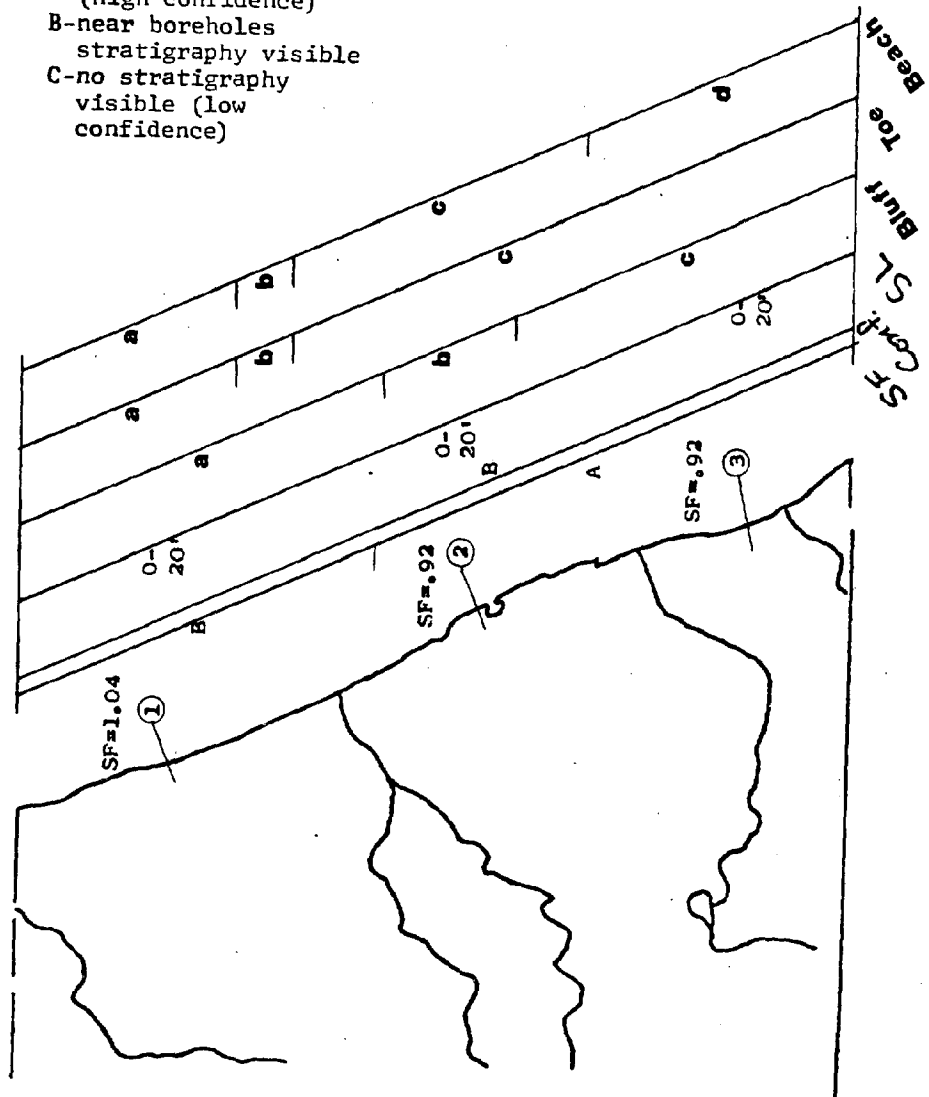 (high confidence)
B-near boreholes
stratigraphy visible
C-no stratigraphy
visible (low
confidence)
Beach
Toe
Bluff
SL
Conf.
SF
a
b
c
d
a
b
c
a
b
c
0-
20'
0-
20'
0-
20'
B
B
A
SF=1.04
1
SF=.92
2
SF=.92
3